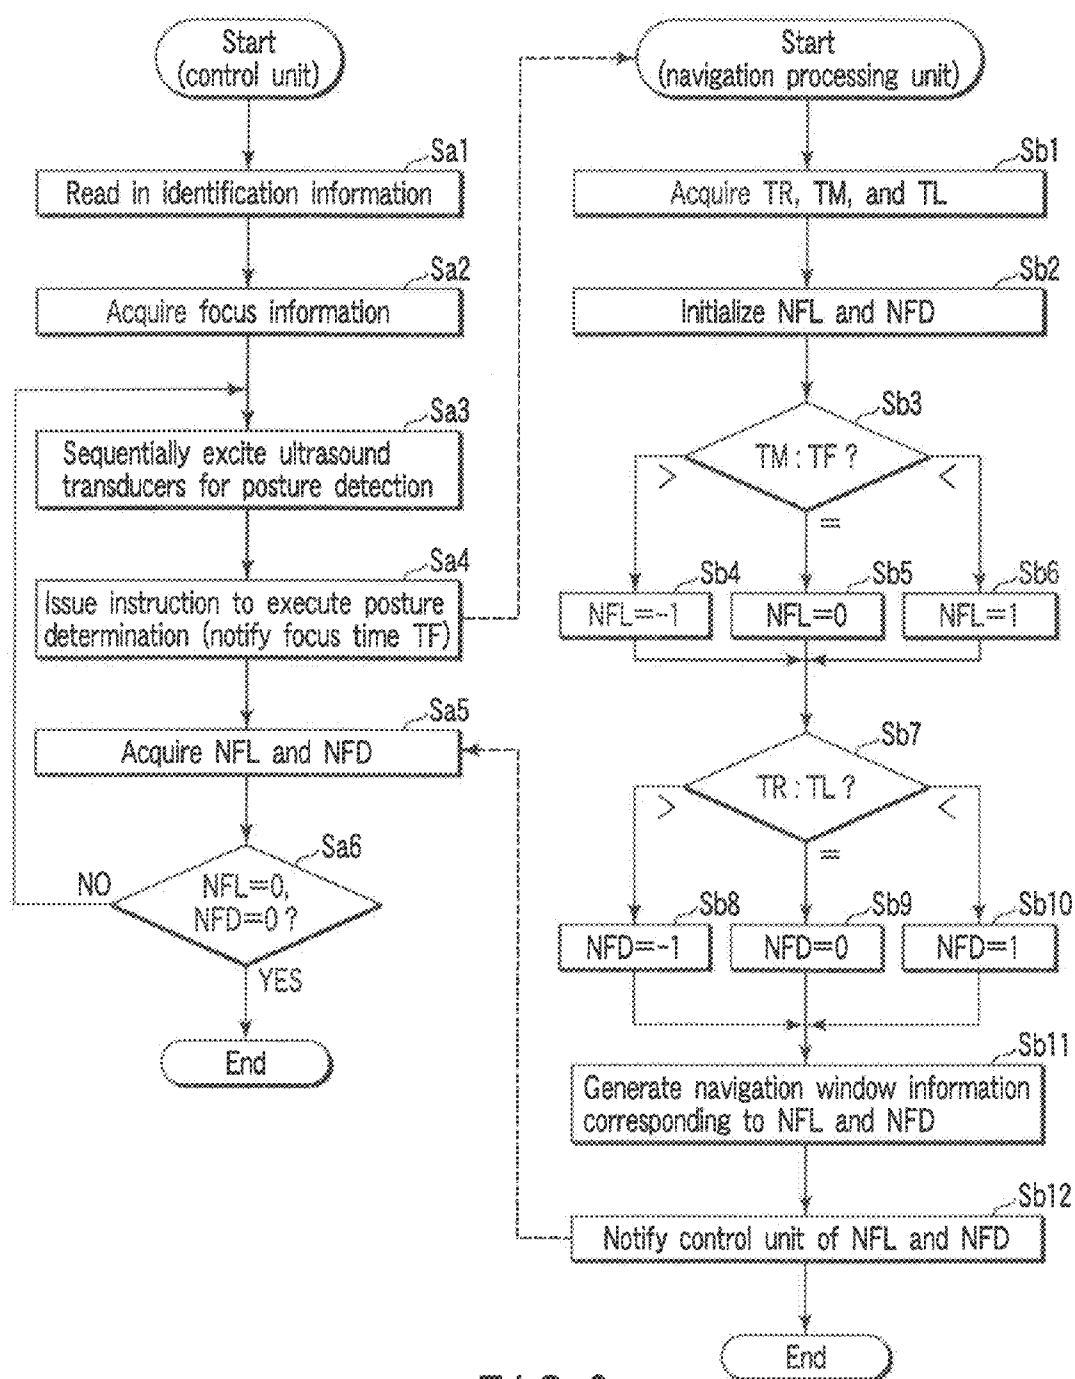 Start
(control unit)
Sa1
Read in identification information
Sa2
Acquire focus information
Sa3
Sequentially excite ultrasound
transducers for posture detection
Sa4
Issue instruction to execute posture
determination (notify focus time TF)
Sa5
Acquire NFL and NFD
Sa6
NFL=0,
NFD=0 ?
NO
YES
End
Start
(navigation processing unit)
Sb1
Acquire TR, TM, and TL
Sb2
Initialize NFL and NFD
Sb3
TM : TF ?
>
<
=
Sb4
NFL=-1
Sb5
NFL=0
Sb6
NFL=1
Sb7
TR : TL ?
>
<
=
Sb8
NFD=-1
Sb9
NFD=0
Sb10
NFD=1
Sb11
Generate navigation window information
corresponding to NFL and NFD
Sb12
Notify control unit of NFL and NFD
End